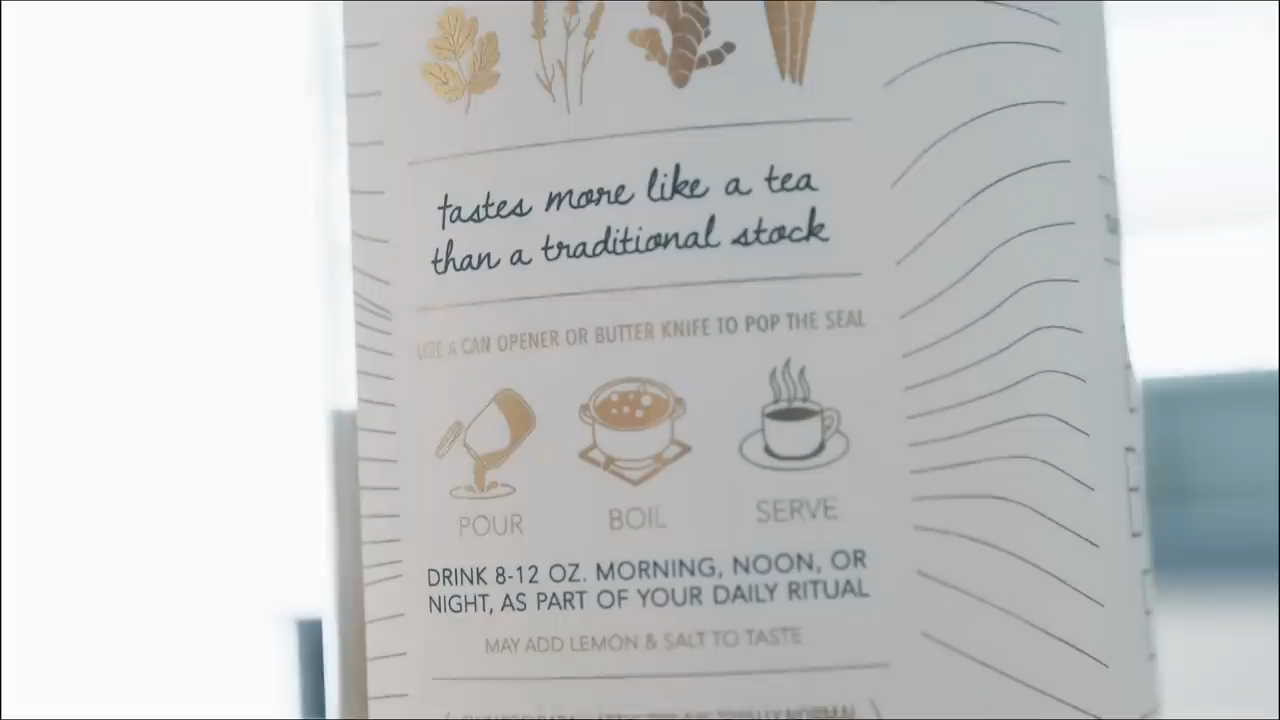 tastes more like a tea
than a traditional stock
USE A CAN OPENER OR BUTTER KNIFE TO POP THE SEAL
POUR BOIL SERVE
DRINK 8-12 OZ. MORNING, NOON, OR
NIGHT, AS PART OF YOUR DAILY RITUAL
MAY ADD LEMON & SALT TO TASTE